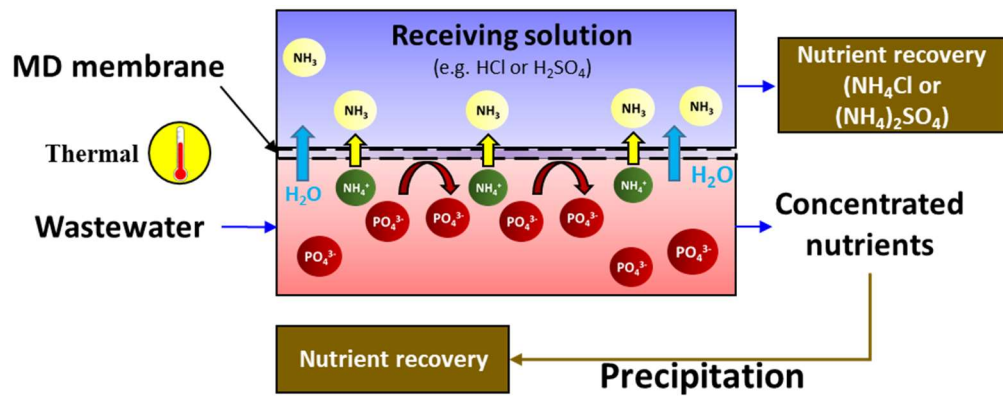 Receiving solution
(e.g. HCl or H₂SO₄)
NH₃
NH₃
NH₃
NH₃
NH₃
MD membrane
Thermal
H₂O
H₂O
NH₄⁺
NH₄⁺
NH₄⁺
Wastewater
PO₄³⁻
PO₄³⁻
PO₄³⁻
PO₄³⁻
PO₄³⁻
PO₄³⁻
PO₄³⁻
Nutrient recovery
(NH₄Cl or
(NH₄)₂SO₄)
Concentrated
nutrients
Precipitation
Nutrient recovery